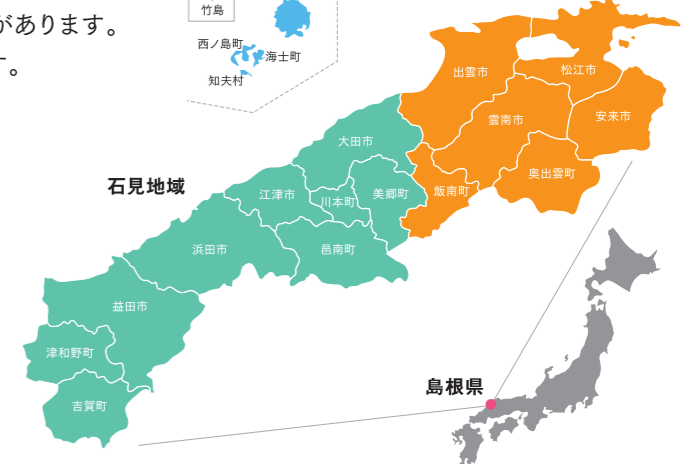 があります。
す。
竹島
西ノ島町
海士町
知夫村
出雲市
松江市
安来市
雲南市
奥出雲町
飯南町
大田市
石見地域
江津市
川本町
美郷町
浜田市
邑南町
益田市
津和野町
吉賀町
島根県